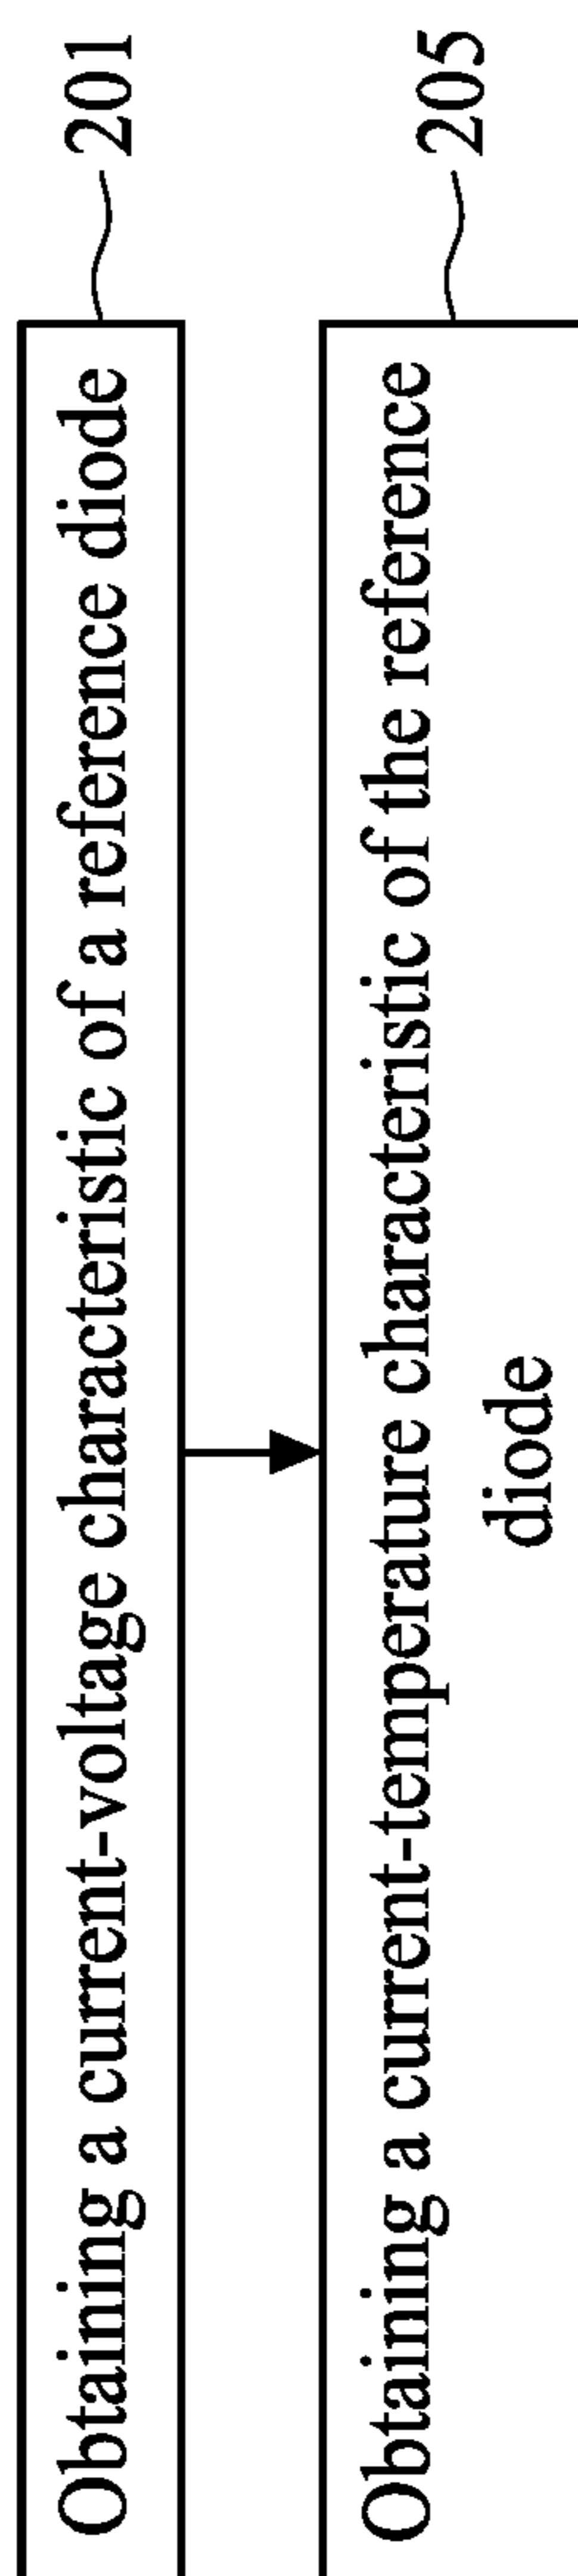 Obtaining a current-voltage characteristic of a reference diode
201
Obtaining a current-temperature characteristic of the reference
diode
205